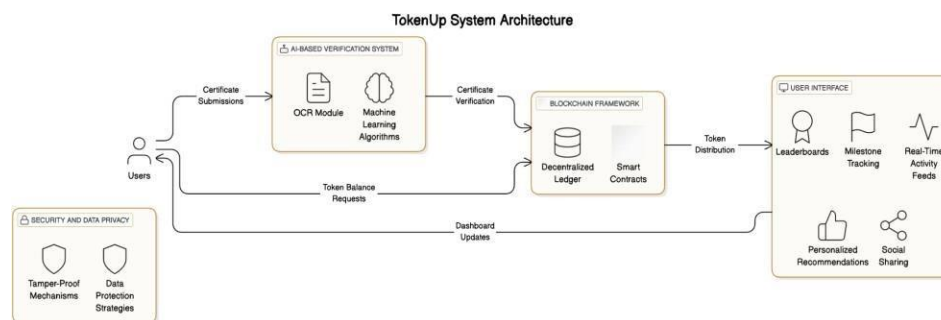 TokenUp System Architecture
AI-BASED VERIFICATION SYSTEM
OCR Module
Machine
Learning
Algorithms
Certificate
Submissions
Certificate
Verification
BLOCKCHAIN FRAMEWORK
Decentralized
Ledger
Smart
Contracts
Token
Distribution
USER INTERFACE
Leaderboards
Milestone
Tracking
Real-Time
Activity
Feeds
Personalized
Recommendations
Social
Sharing
Users
Token Balance
Requests
Dashboard
Updates
SECURITY AND DATA PRIVACY
Tamper-Proof
Mechanisms
Data
Protection
Strategies